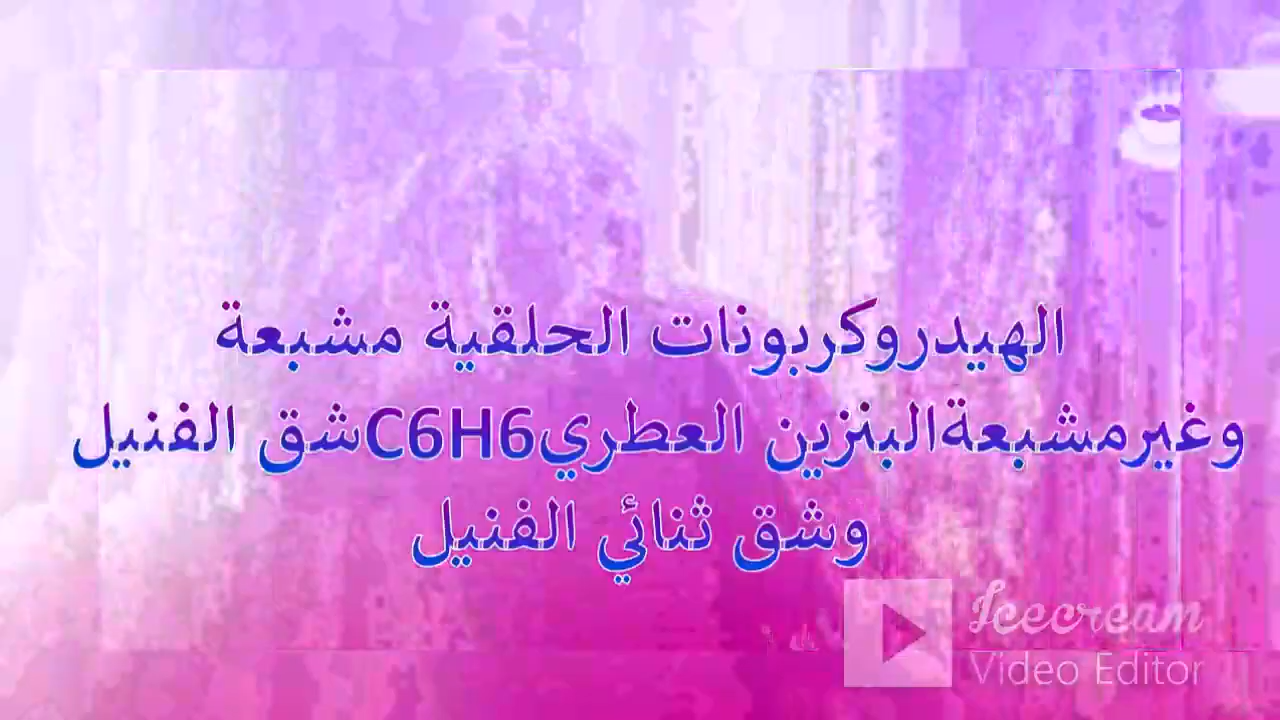 الهيدروكربونات الحلقية مشبعة
وغيرمشبعةالبنزين العطريC6H6شق الفنيل
وشق ثنائي الفنيل
Icecream
Video Editor